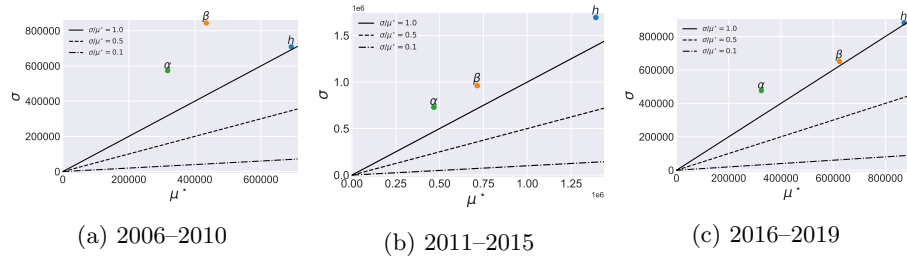 800000
600000
400000
200000
0
σ
σ/μ* = 1.0
σ/μ* = 0.5
σ/μ* = 0.1
α
β
h
0
200000
400000
600000
μ*
(a) 2006–2010
1e6
1.5
1.0
0.5
0.0
σ
σ/μ* = 1.0
σ/μ* = 0.5
σ/μ* = 0.1
α
β
h
0.00
0.25
0.50
0.75
1.00
1.25
1e6
μ*
(b) 2011–2015
800000
600000
400000
200000
0
σ
σ/μ* = 1.0
σ/μ* = 0.5
σ/μ* = 0.1
α
β
h
0
200000
400000
600000
800000
μ*
(c) 2016–2019